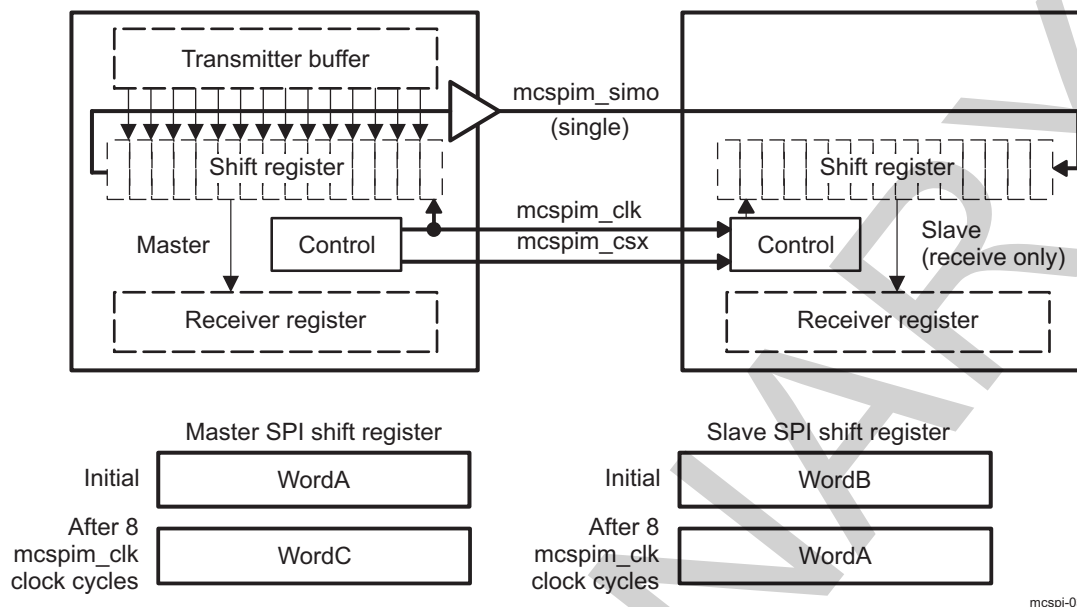 Transmitter buffer
mcspim_simo
(single)
Shift register
Shift register
mcspim_clk
Master
Control
mcspim_csx
Control
Slave
(receive only)
Receiver register
Receiver register
Master SPI shift register
Slave SPI shift register
Initial
WordA
Initial
WordB
After 8
mcspim_clk
clock cycles
WordC
After 8
mcspim_clk
clock cycles
WordA